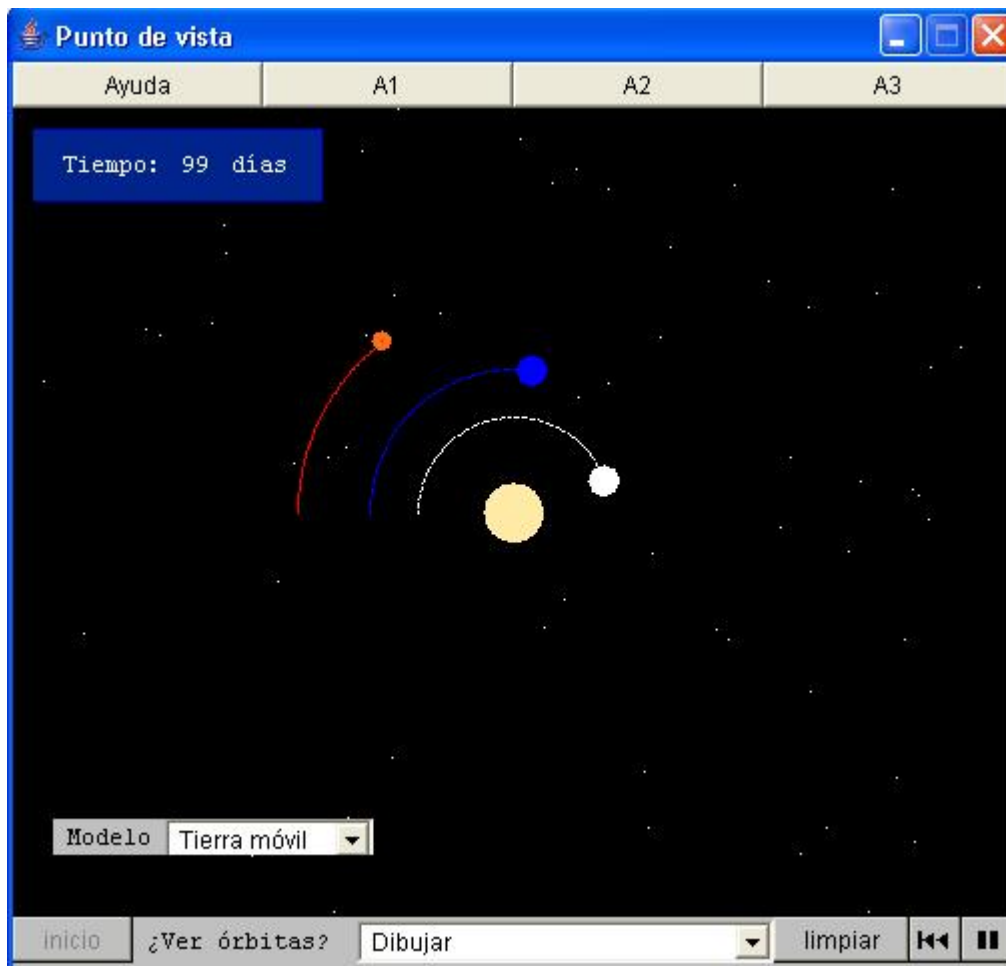 Punto de vista
Ayuda A1 A2 A3
Tiempo: 99 días
Modelo Tierra móvil
inicio ¿Ver órbitas? Dibujar limpiar